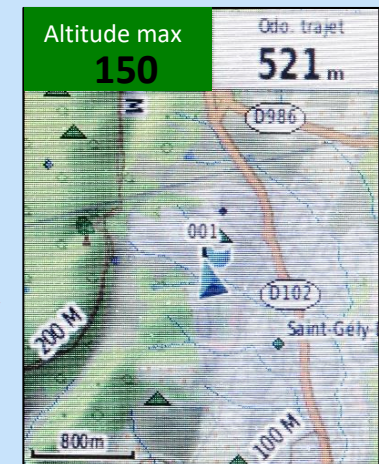 Altitude max
150
Odo. trajet
521 m
M
D986
001
D102
200 M
Saint-Gély
100 M
800m